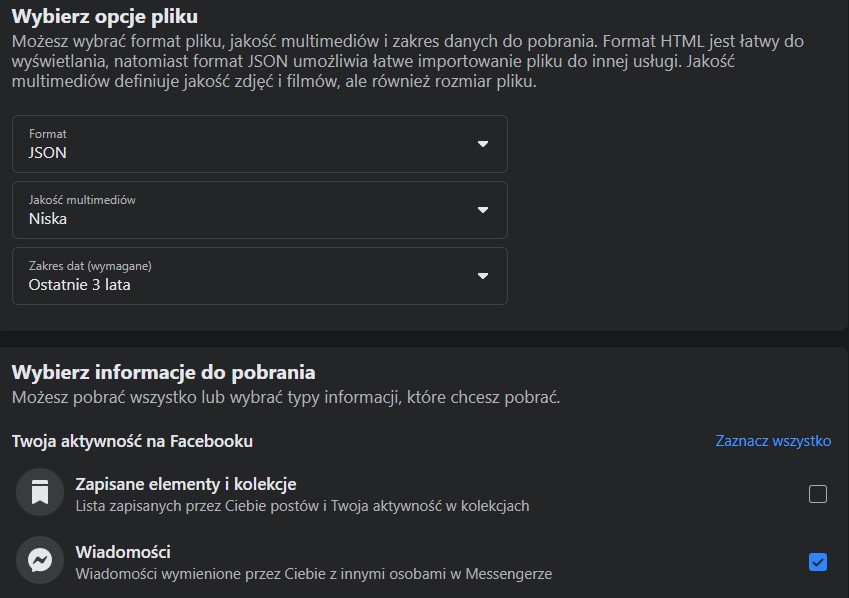 Wybierz opcje pliku
Możesz wybrać format pliku, jakość multimediów i zakres danych do pobrania. Format HTML jest łatwy do
wyświetlania, natomiast format JSON umożliwia łatwe importowanie pliku do innej usługi. Jakość
multimediów definiuje jakość zdjęć i filmów, ale również rozmiar pliku.
Format
JSON
Jakość multimediów
Niska
Zakres dat (wymagane)
Ostatnie 3 lata
Wybierz informacje do pobrania
Możesz pobrać wszystko lub wybrać typy informacji, które chcesz pobrać.
Twoja aktywność na Facebooku
Zaznacz wszystko
Zapisane elementy i kolekcje
Lista zapisanych przez Ciebie postów i Twoja aktywność w kolekcjach
Wiadomości
Wiadomości wymienione przez Ciebie z innymi osobami w Messengerze